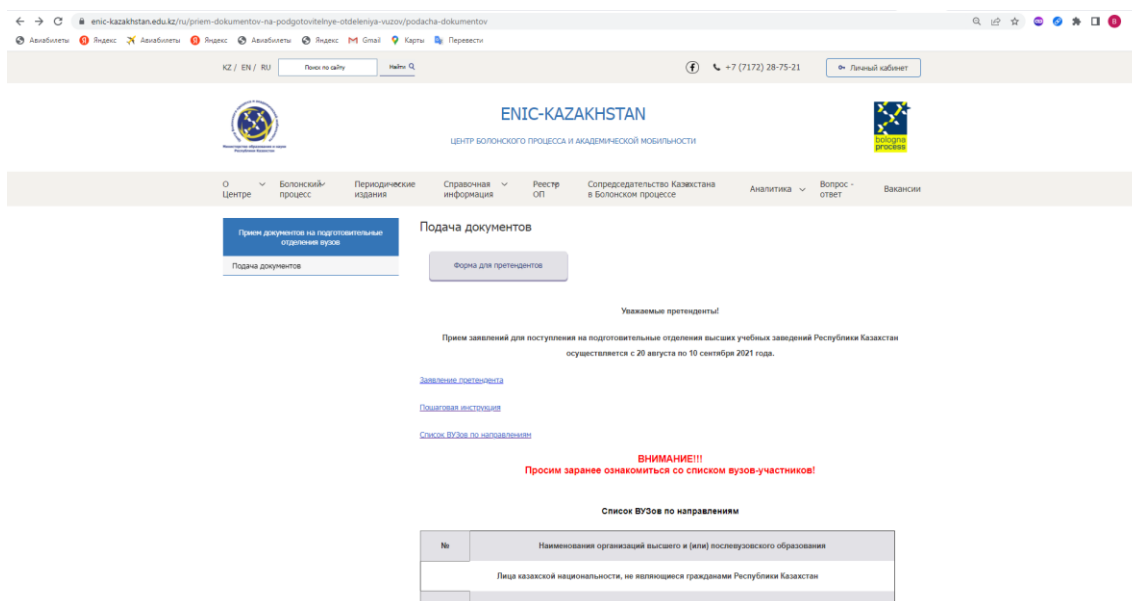 enic-kazakhstan.edu.kz/ru/priem-dokumentov-na-podgotovitelnye-otdeleniya-vuzov/podacha-dokumentov
Авиабилеты Яндекс Авиабилеты Яндекс Авиабилеты Яндекс Gmail Карты Перевести
KZ / EN / RU Поиск по сайту Найти +7 (7172) 28-75-21 Личный кабинет
ENIC-KAZAKHSTAN
ЦЕНТР БОЛОНСКОГО ПРОЦЕССА И АКАДЕМИЧЕСКОЙ МОБИЛЬНОСТИ
Министерство образования и науки
Республики Казахстан
bologna
process
О Центре
Болонский процесс
Периодические издания
Справочная информация
Реестр ОП
Сопредседательство Казахстана в Болонском процессе
Аналитика
Вопрос - ответ
Вакансии
Прием документов на подготовительные
отделения вузов
Подача документов
Подача документов
Форма для претендентов
Уважаемые претенденты!
Прием заявлений для поступления на подготовительные отделения высших учебных заведений Республики Казахстан
осуществляется с 20 августа по 10 сентября 2021 года.
Заявление претендента
Пошаговая инструкция
Список ВУЗов по направлениям
ВНИМАНИЕ!!!
Просим заранее ознакомиться со списком вузов-участников!
Список ВУЗов по направлениям
№ Наименования организаций высшего и (или) послевузовского образования
Лица казахской национальности, не являющиеся гражданами Республики Казахстан